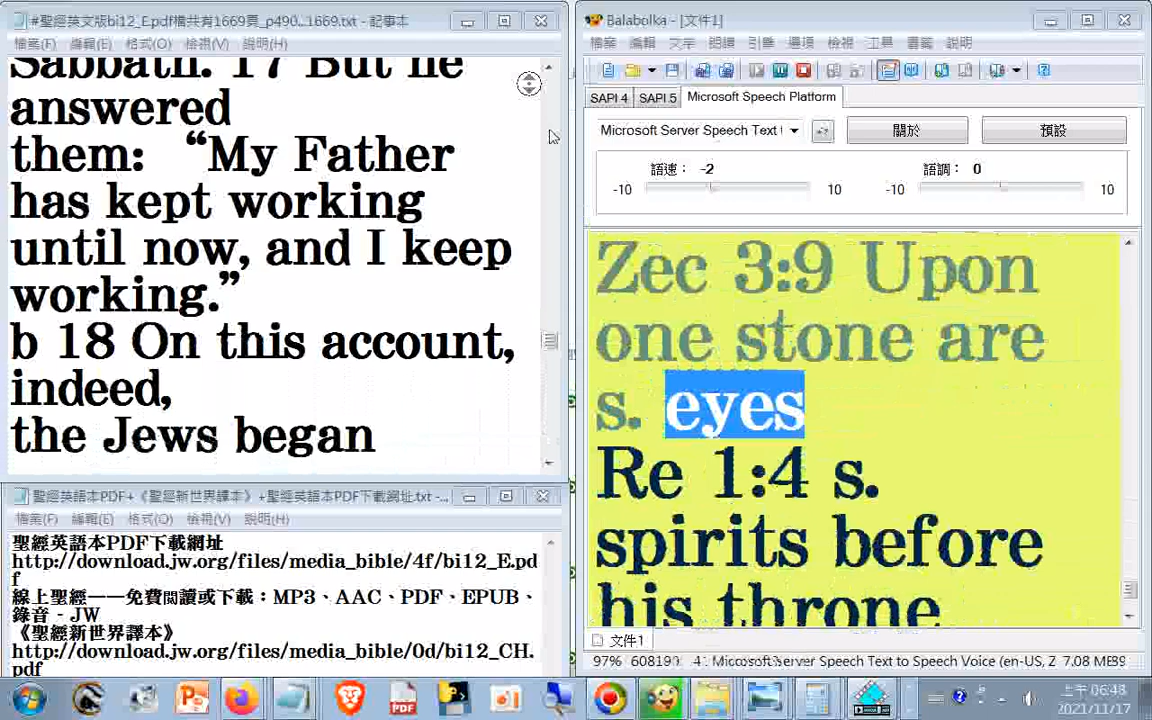 #聖經英文版bi12_E.pdf檔共有1669頁_p490...1669.txt - 記事本
檔案(F) 編輯(E) 格式(O) 檢視(V) 說明(H)
Sabbath. 17 But he
answered
them: “My Father
has kept working
until now, and I keep
working.”
b 18 On this account,
indeed,
the Jews began
聖經英語本PDF+《聖經新世界譯本》+聖經英語本PDF下載網址.txt -...
檔案(F) 編輯(E) 格式(O) 檢視(V) 說明(H)
聖經英語本PDF下載網址
http://download.jw.org/files/media_bible/4f/bi12_E.pd
f
線上聖經——免費閱讀或下載：MP3、AAC、PDF、EPUB、
錄音 - JW
《聖經新世界譯本》
http://download.jw.org/files/media_bible/0d/bi12_CH.
pdf
Balabolka - [文件1]
檔案 編輯 文字 朗讀 引擎 選項 檢視 工具 書籤 說明
SAPI 4 SAPI 5 Microsoft Speech Platform
Microsoft Server Speech Text 關於 預設
語速： -2 語調： 0
-10 10 -10 10
Zec 3:9 Upon
one stone are
s. eyes
Re 1:4 s.
spirits before
his throne
文件1
97% 608190 Microsoft Server Speech Text to Speech Voice (en-US, Z 7.08 MB
上午 06:48
2021/11/17